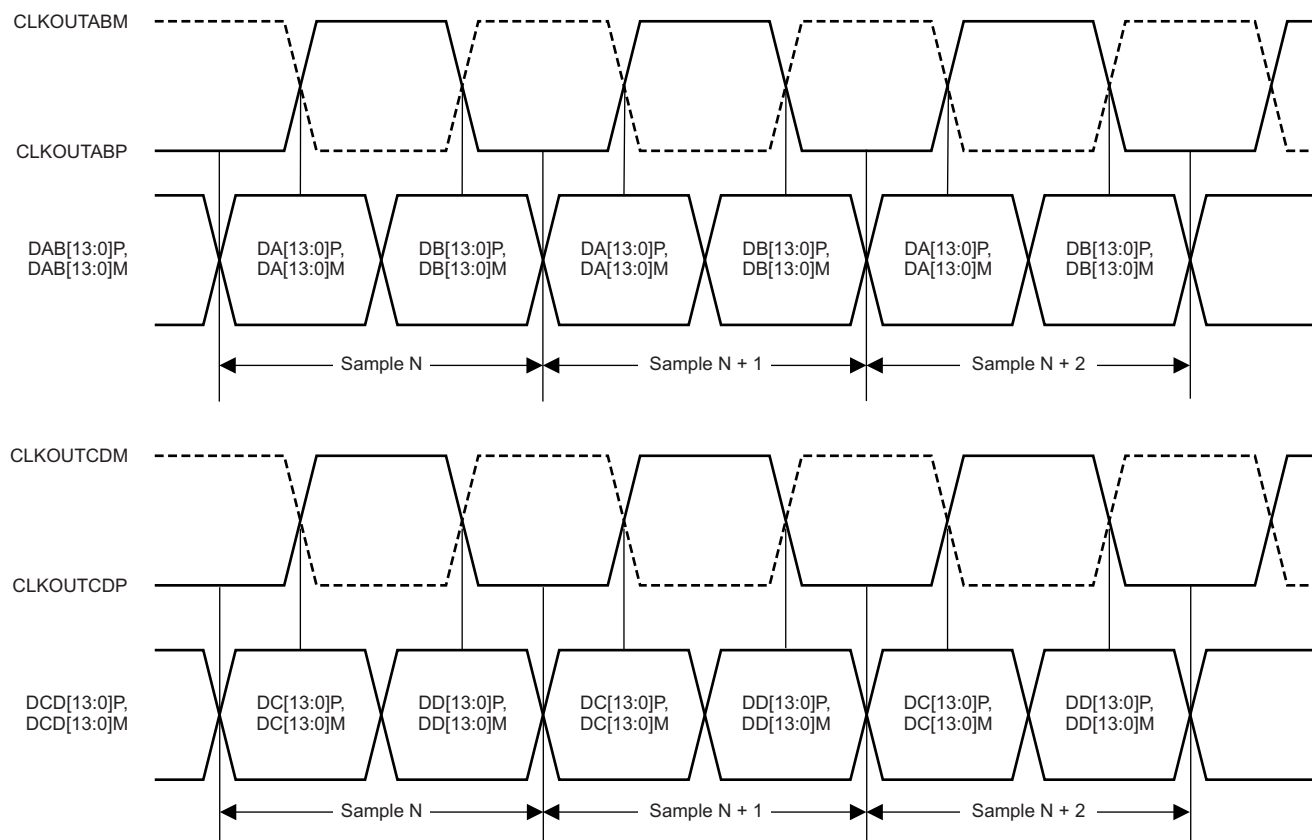 CLKOUTABM
CLKOUTABP
DAB[13:0]P,
DAB[13:0]M
DA[13:0]P,
DA[13:0]M
DB[13:0]P,
DB[13:0]M
DA[13:0]P,
DA[13:0]M
DB[13:0]P,
DB[13:0]M
DA[13:0]P,
DA[13:0]M
DB[13:0]P,
DB[13:0]M
Sample N
Sample N + 1
Sample N + 2
CLKOUTCDM
CLKOUTCDP
DCD[13:0]P,
DCD[13:0]M
DC[13:0]P,
DC[13:0]M
DD[13:0]P,
DD[13:0]M
DC[13:0]P,
DC[13:0]M
DD[13:0]P,
DD[13:0]M
DC[13:0]P,
DC[13:0]M
DD[13:0]P,
DD[13:0]M
Sample N
Sample N + 1
Sample N + 2